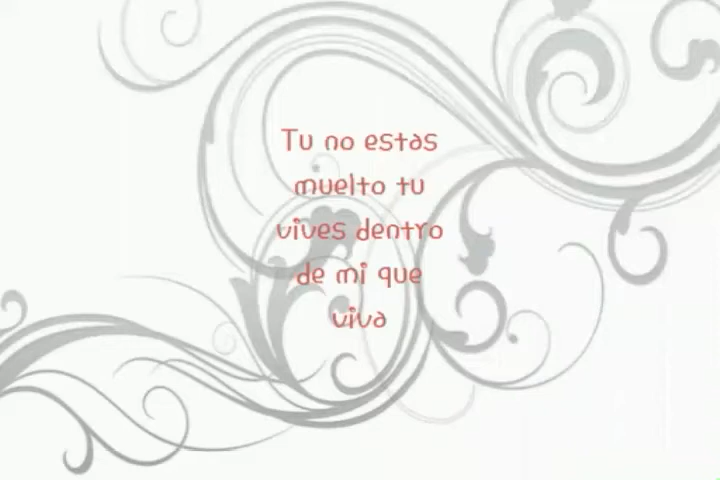 Tu no estas
muelto tu
vives dentro
de mi que
viva